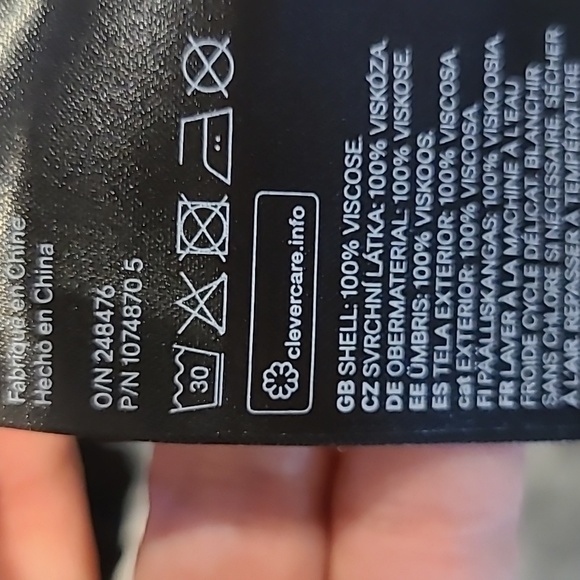 Fabriqué en Chine
Hecho en China
O/N 248476
P/N 1074870 5
30
clevercare.info
GB SHELL: 100% VISCOSE.
CZ SVRCHNÍ LÁTKA: 100% VISKÓZA.
DE OBERMATERIAL: 100% VISKOSE.
EE ÜMBRIS: 100% VISKOOS.
ES TELA EXTERIOR: 100% VISCOSA.
cat EXTERIOR: 100% VISCOSA.
FI PÄÄLLISKANGAS: 100% VISKOOSIA.
FR LAVER À LA MACHINE À L'EAU
FROIDE CYCLE DÉLICAT. BLANCHIR
SANS CHLORE SI NÉCESSAIRE. SÉCHER
À L'AIR. REPASSER À TEMPÉRATURE